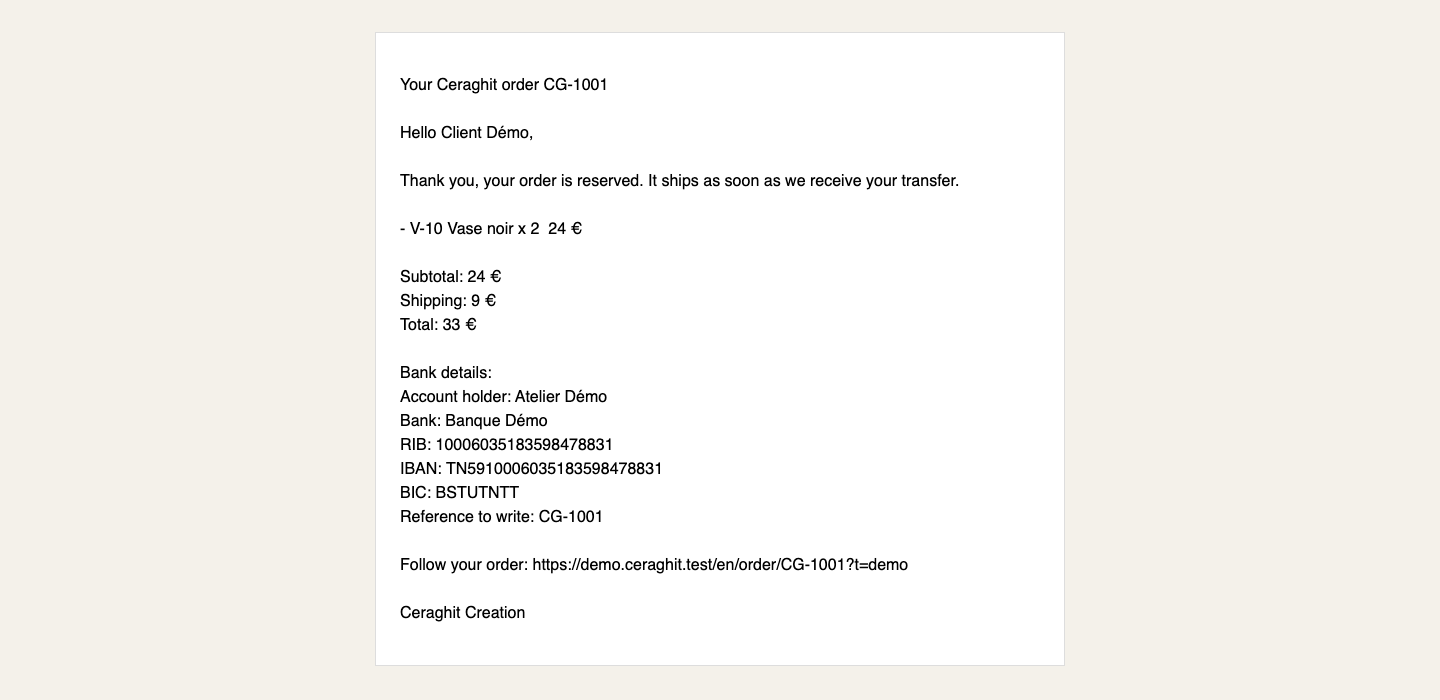 Your Ceraghit order CG-1001
Hello Client Démo,
Thank you, your order is reserved. It ships as soon as we receive your transfer.
- V-10 Vase noir x 2  24 €
Subtotal: 24 €
Shipping: 9 €
Total: 33 €
Bank details:
Account holder: Atelier Démo
Bank: Banque Démo
RIB: 10006035183598478831
IBAN: TN5910006035183598478831
BIC: BSTUTNTT
Reference to write: CG-1001
Follow your order: https://demo.ceraghit.test/en/order/CG-1001?t=demo
Ceraghit Creation